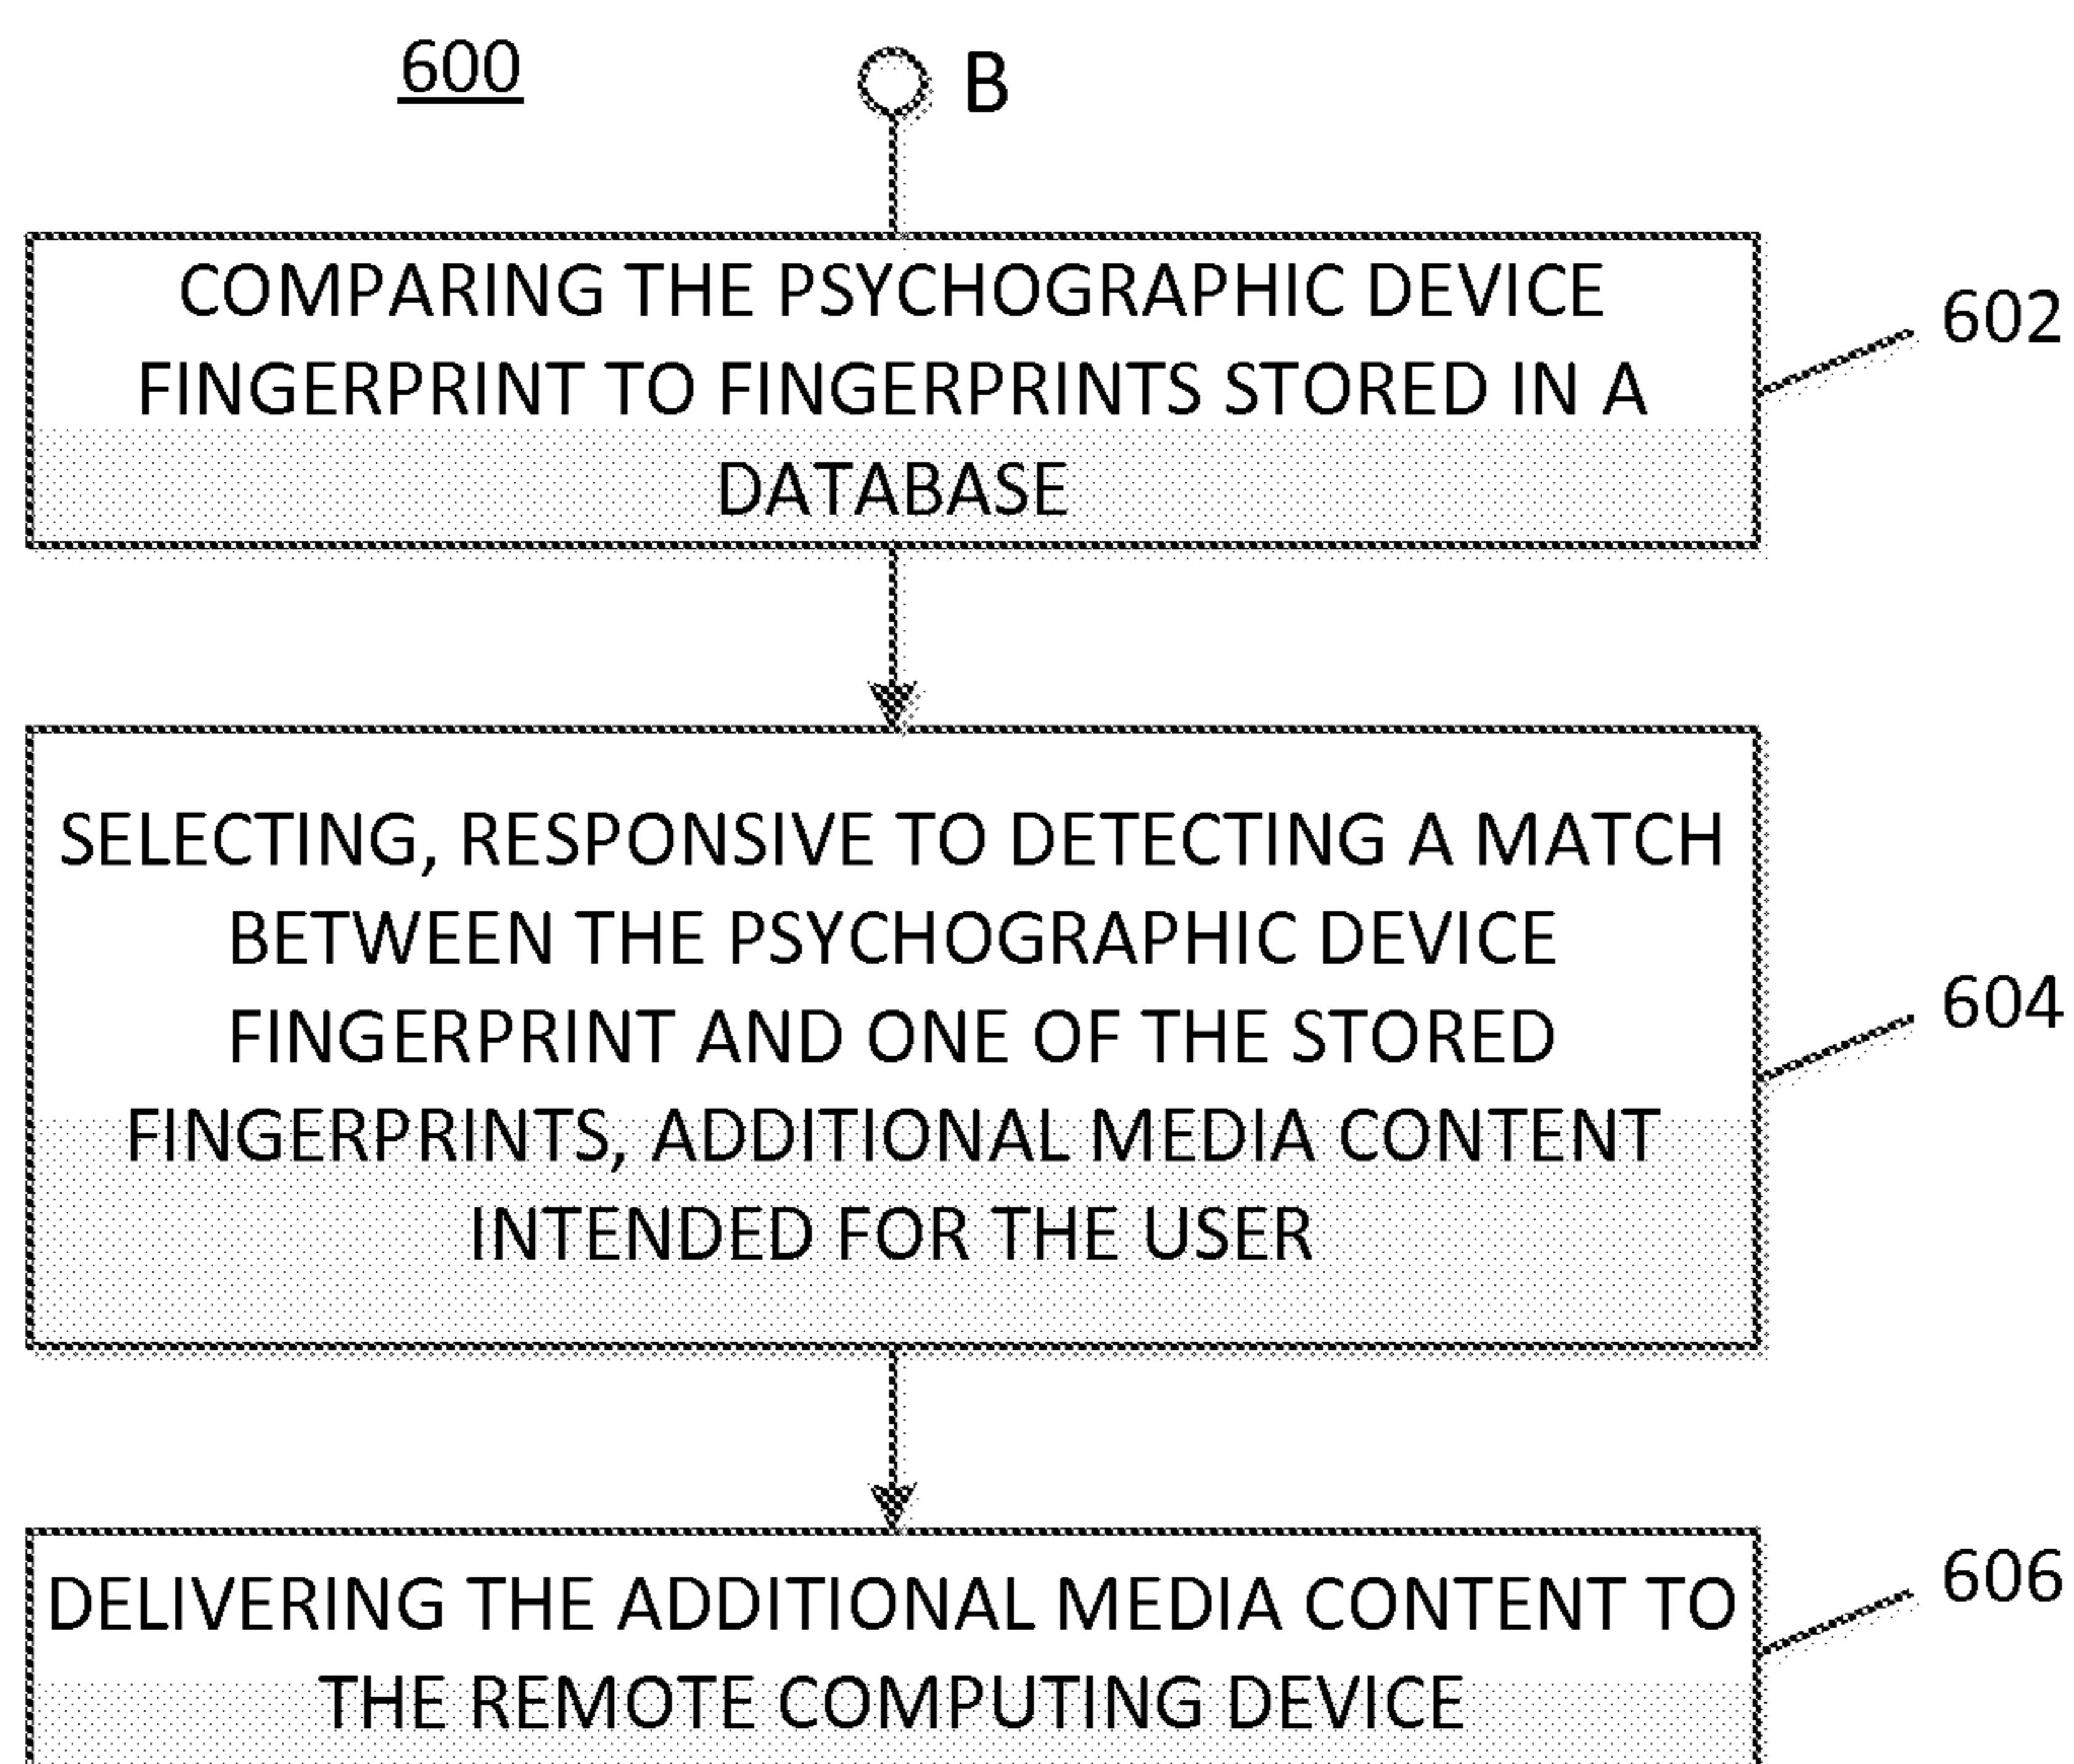 600
B
COMPARING THE PSYCHOGRAPHIC DEVICE
FINGERPRINT TO FINGERPRINTS STORED IN A
DATABASE
602
SELECTING, RESPONSIVE TO DETECTING A MATCH
BETWEEN THE PSYCHOGRAPHIC DEVICE
FINGERPRINT AND ONE OF THE STORED
FINGERPRINTS, ADDITIONAL MEDIA CONTENT
INTENDED FOR THE USER
604
DELIVERING THE ADDITIONAL MEDIA CONTENT TO
THE REMOTE COMPUTING DEVICE
606